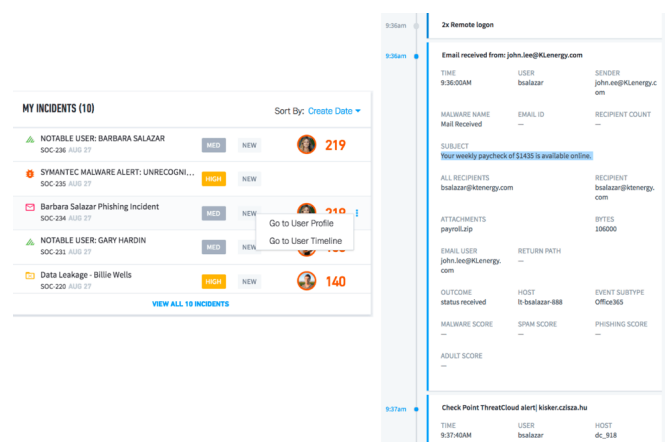 MY INCIDENTS (10)
Sort By: Create Date
NOTABLE USER: BARBARA SALAZAR
SOC-236 AUG 27
MED
NEW
219
SYMANTEC MALWARE ALERT: UNRECOGNI...
SOC-235 AUG 27
HIGH
NEW
Barbara Salazar Phishing Incident
SOC-234 AUG 27
MED
NEW
219
Go to User Profile
Go to User Timeline
NOTABLE USER: GARY HARDIN
SOC-231 AUG 27
MED
NEW
Data Leakage - Billie Wells
SOC-220 AUG 27
HIGH
NEW
140
VIEW ALL 10 INCIDENTS
9:36am
2x Remote logon
9:36am
Email received from: john.lee@KLenergy.com
TIME USER SENDER
9:36:00AM bsalazar john.ee@KLenergy.c
om
MALWARE NAME EMAIL ID RECIPIENT COUNT
Mail Received — —
SUBJECT
Your weekly paycheck of $1435 is available online.
ALL RECIPIENTS RECIPIENT
bsalazar@ktenergy.com bsalazar@ktenergy.
com
ATTACHMENTS BYTES
payroll.zip 106000
EMAIL USER RETURN PATH
john.lee@KLenergy. —
com
OUTCOME HOST EVENT SUBTYPE
status received lt-bsalazar-888 Office365
MALWARE SCORE SPAM SCORE PHISHING SCORE
— — —
ADULT SCORE
—
9:37am
Check Point ThreatCloud alert| kisker.czisza.hu
TIME USER HOST
9:37:40AM bsalazar dc_918